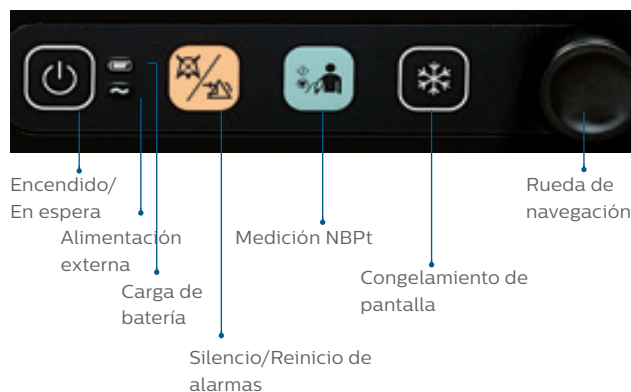 Encendido/
En espera
Alimentación
externa
Carga de
batería
Silencio/Reinicio de
alarmas
Medición NBPt
Congelamiento de
pantalla
Rueda de
navegación